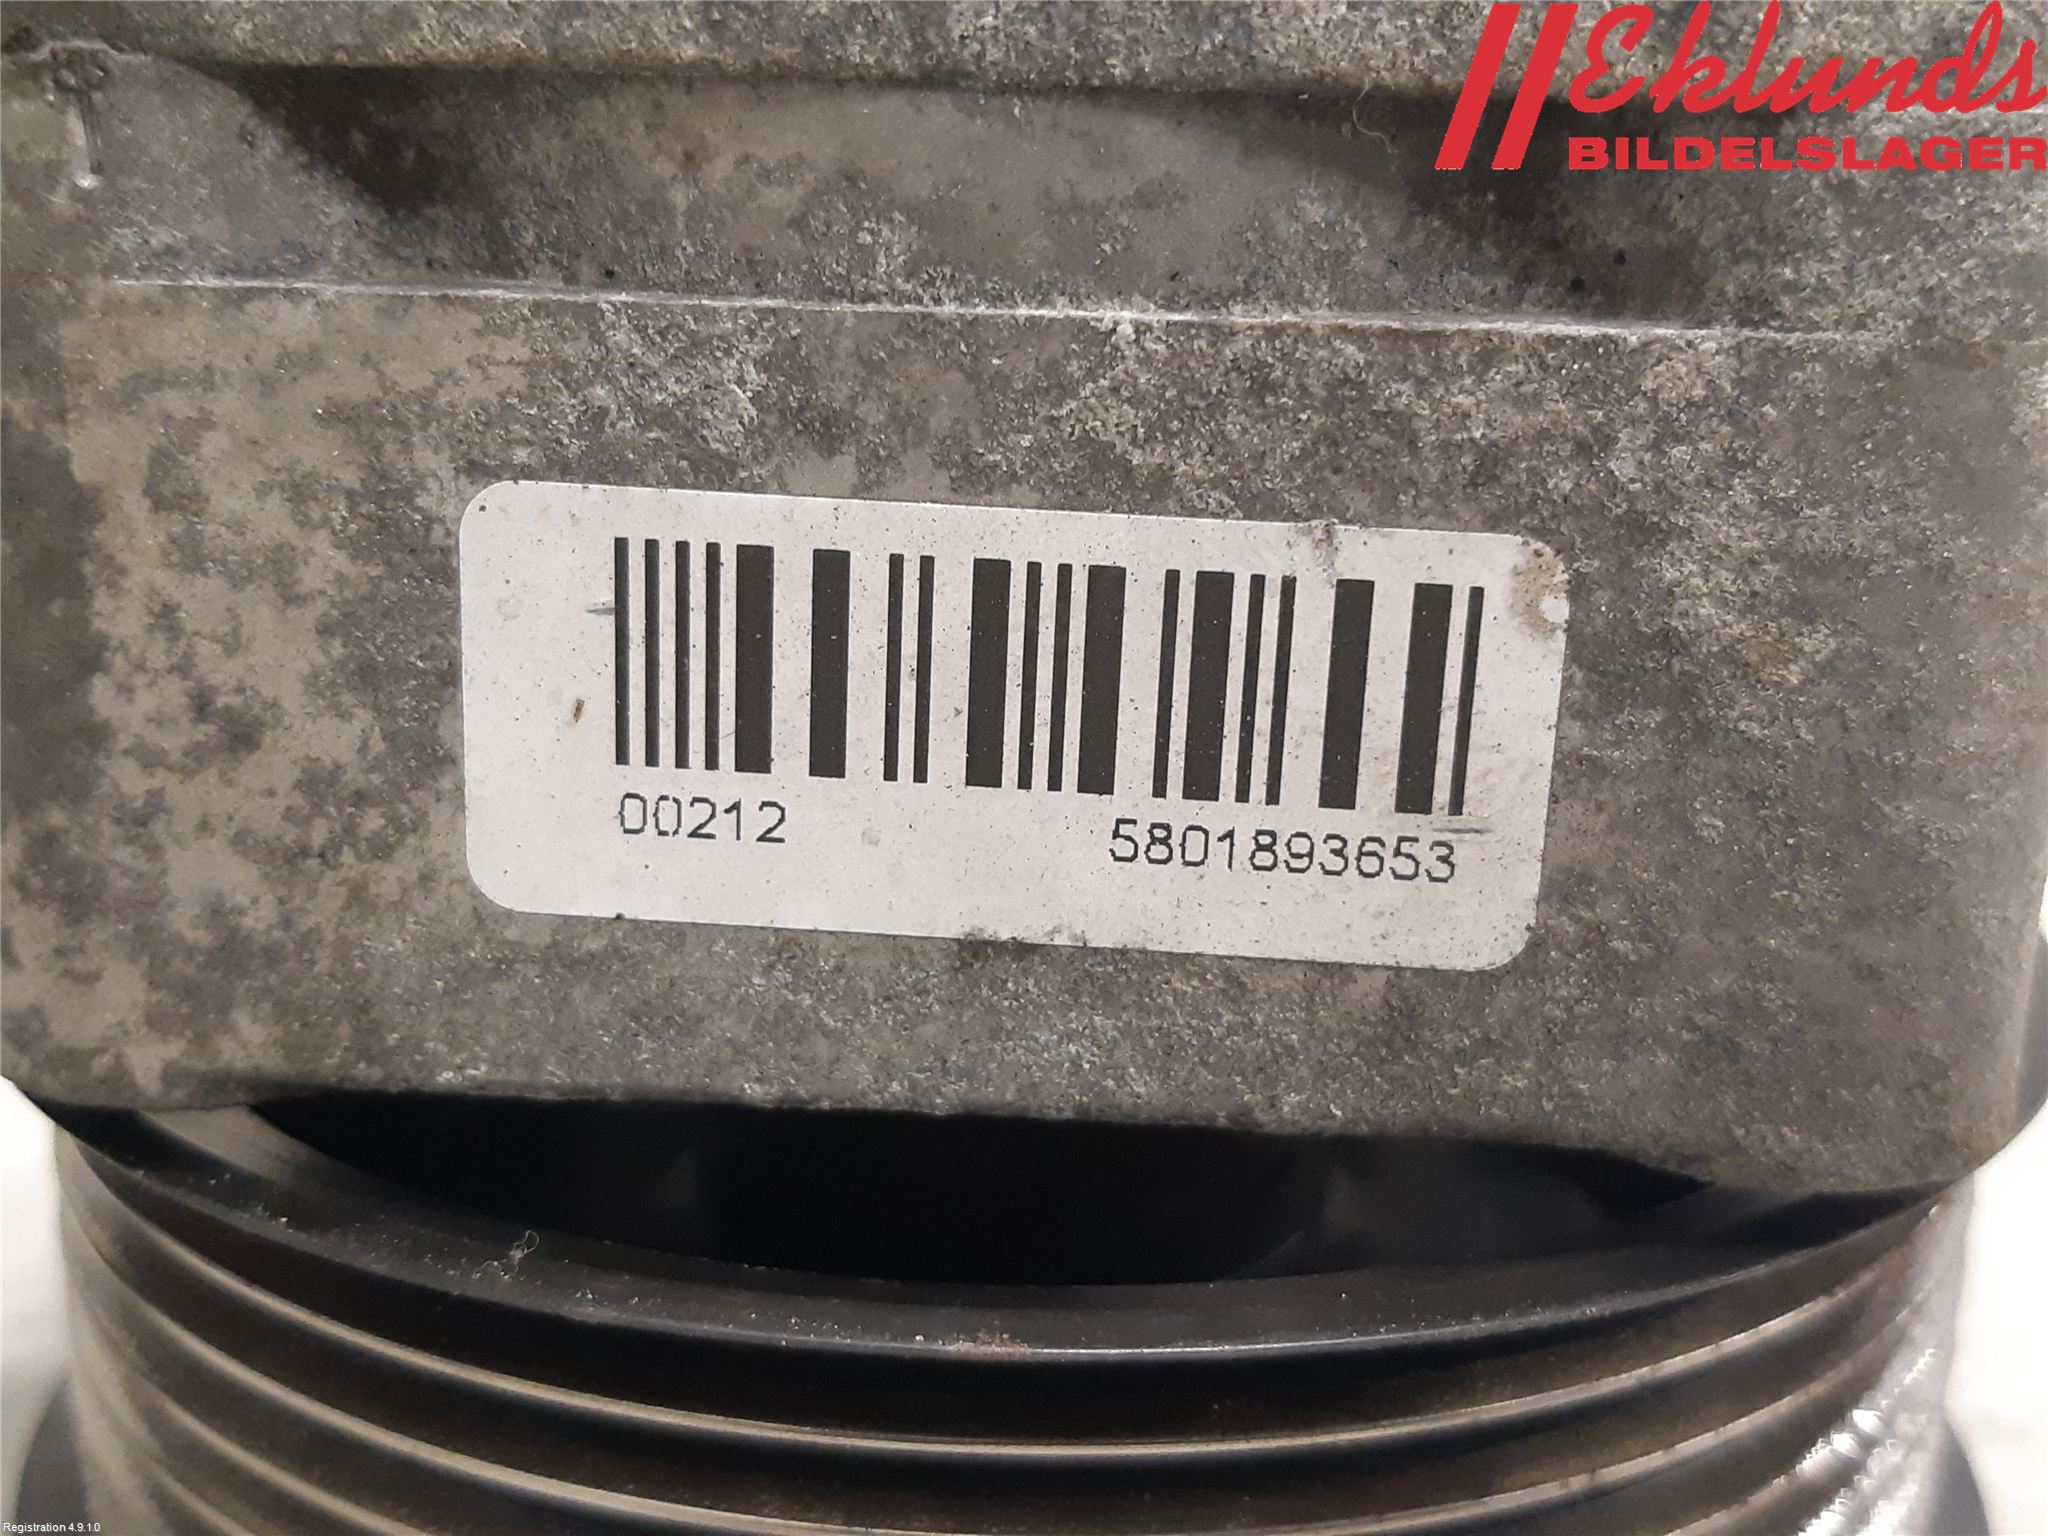 Eklunds
BILDELSLAGER
00212 5801893653
Registration 4.9.1.0